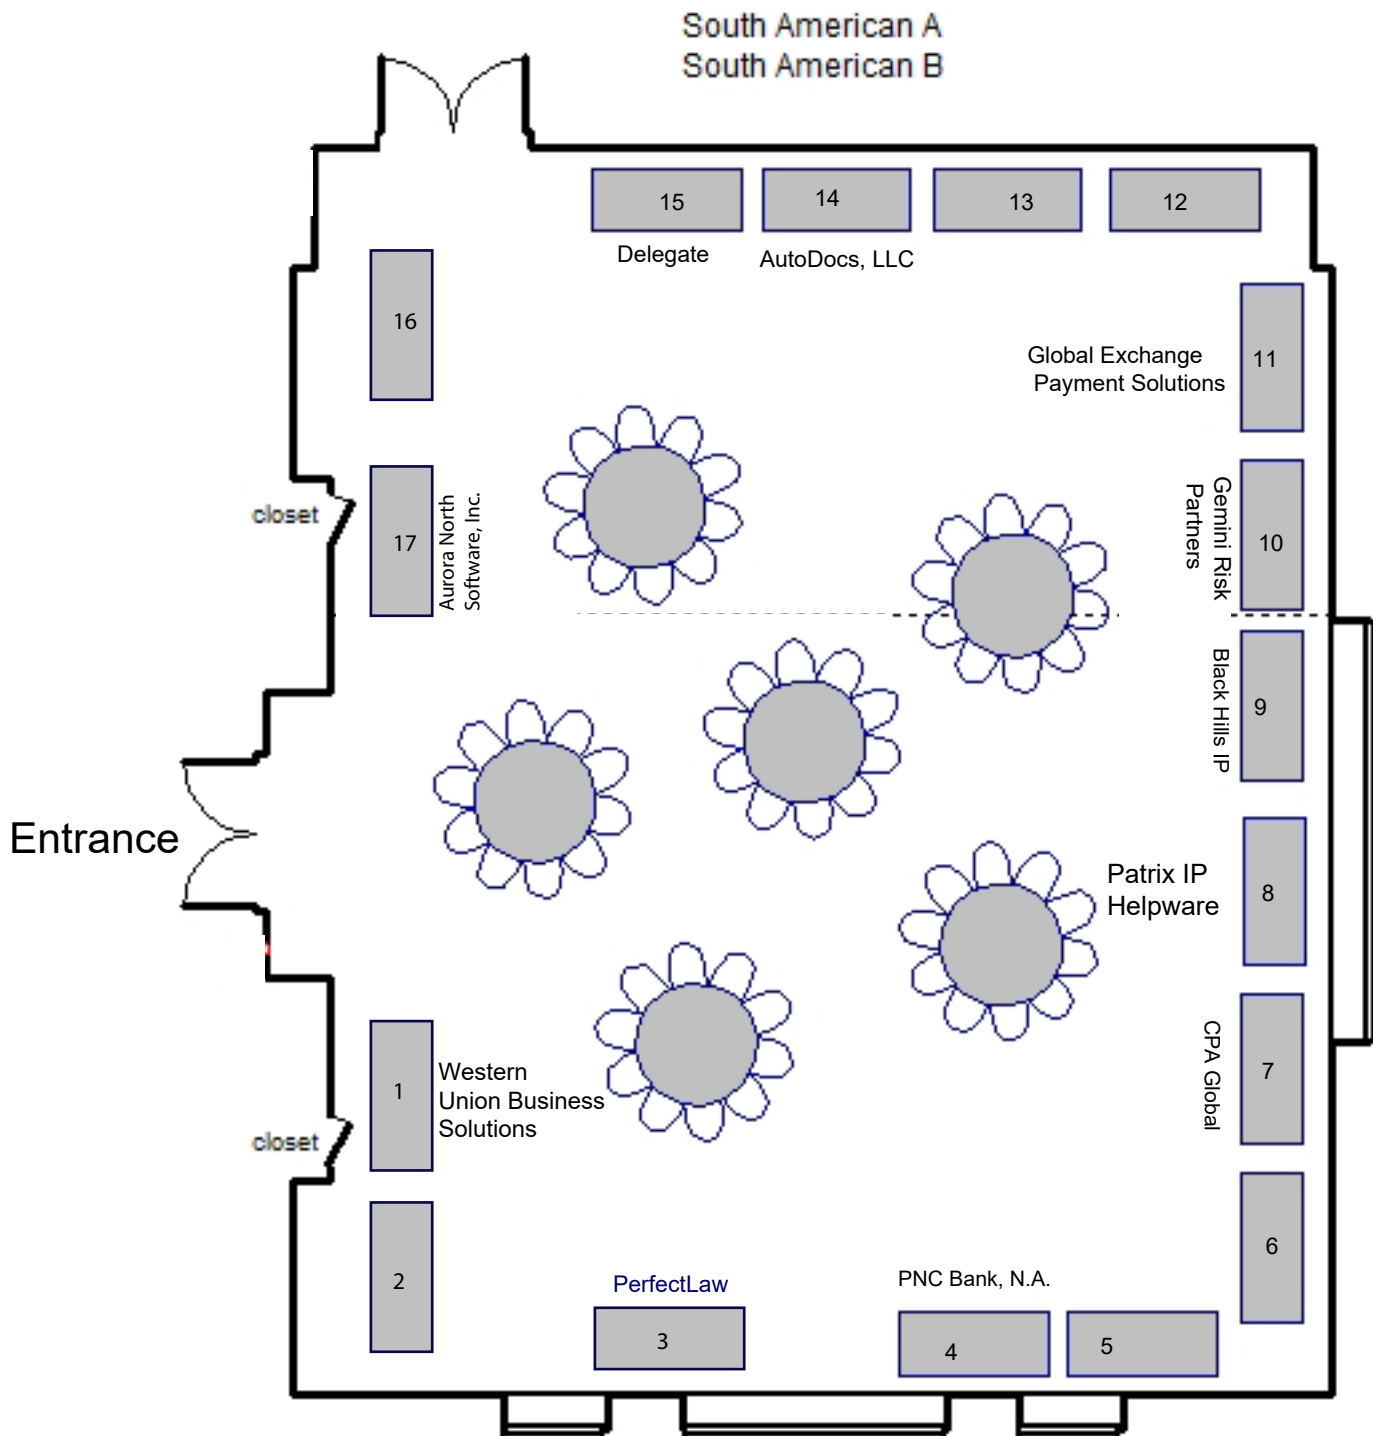 South American A
South American B
15
14
13
12
Delegate
AutoDocs, LLC
16
Global Exchange
Payment Solutions
11
closet
17
Aurora North
Software, Inc.
Gemini Risk
Partners
10
Black Hills IP
9
Entrance
Patrix IP
Helpware
8
1
Western
Union Business
Solutions
CPA Global
7
closet
2
6
PerfectLaw
PNC Bank, N.A.
3
4
5